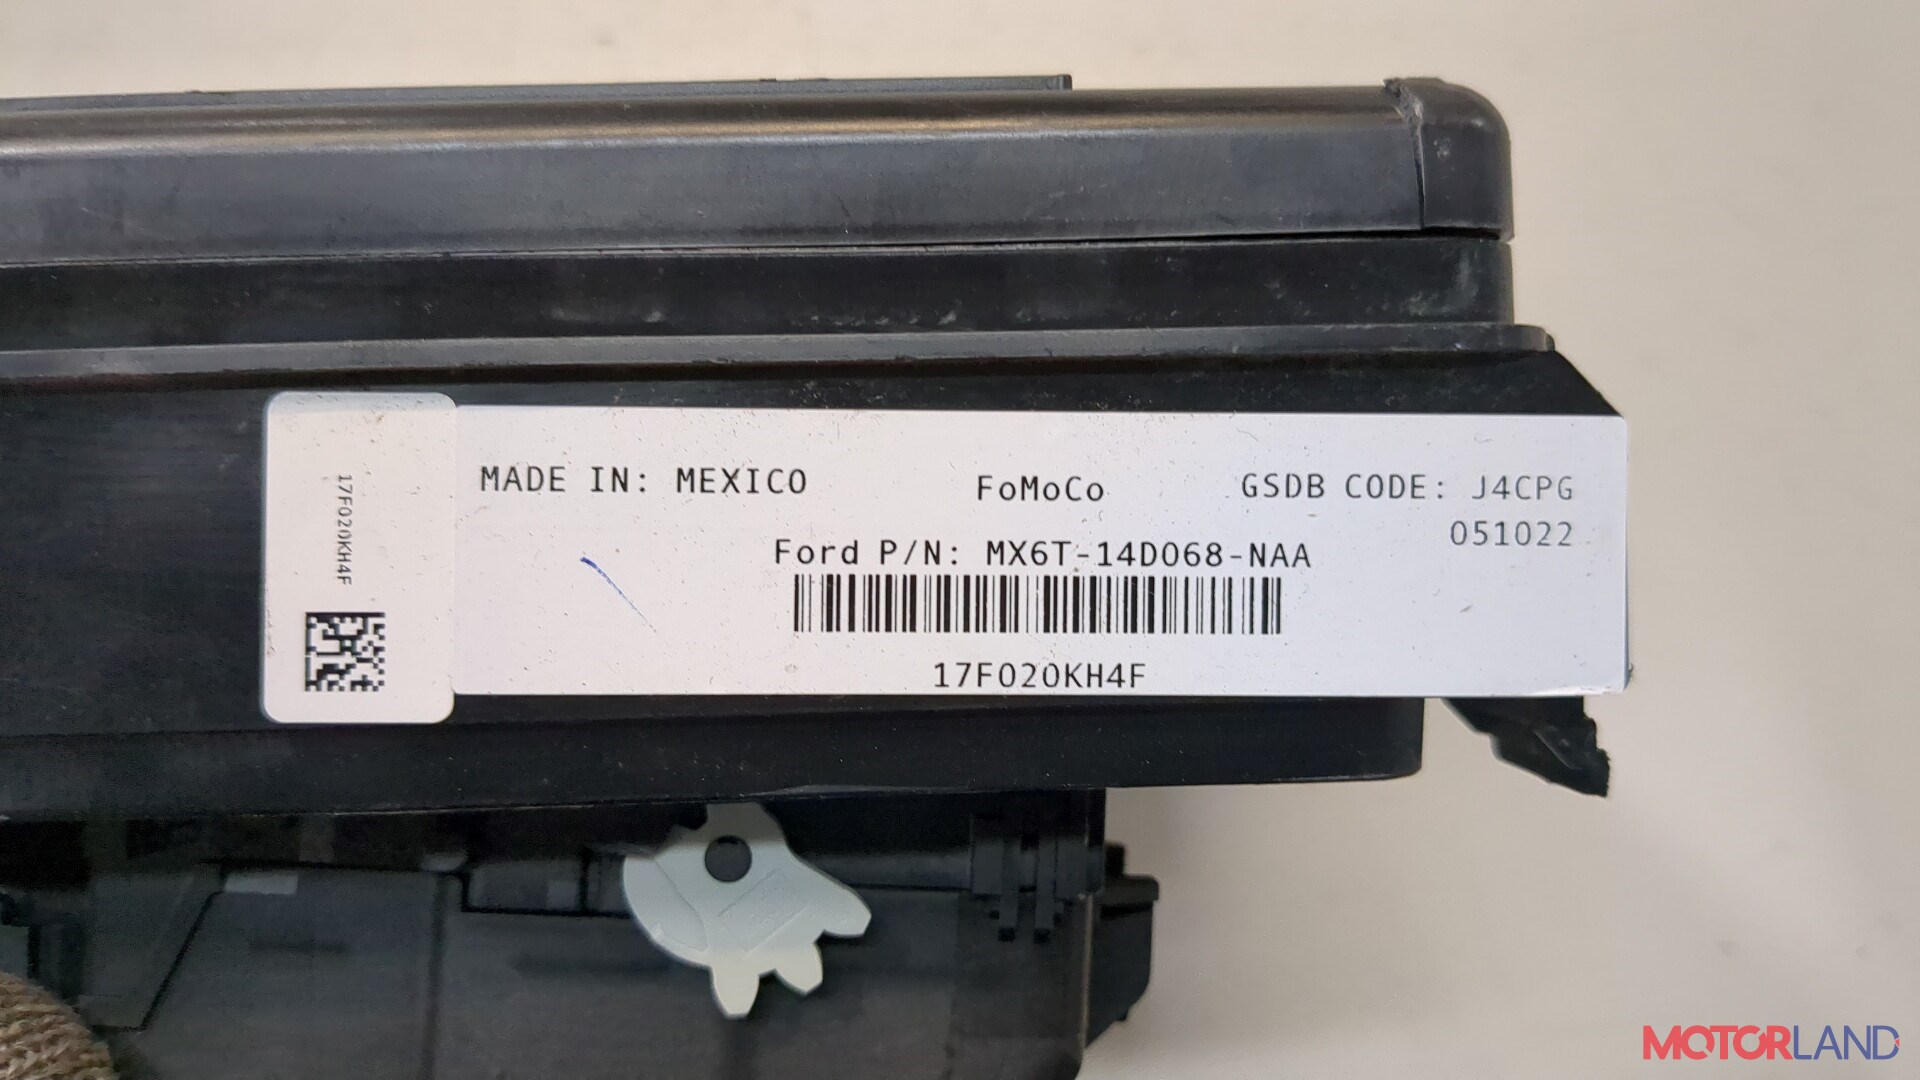 17F020KH4F
MADE IN: MEXICO
FoMoCo
GSDB CODE: J4CPG
051022
Ford P/N: MX6T-14D068-NAA
17F020KH4F
MOTORLAND